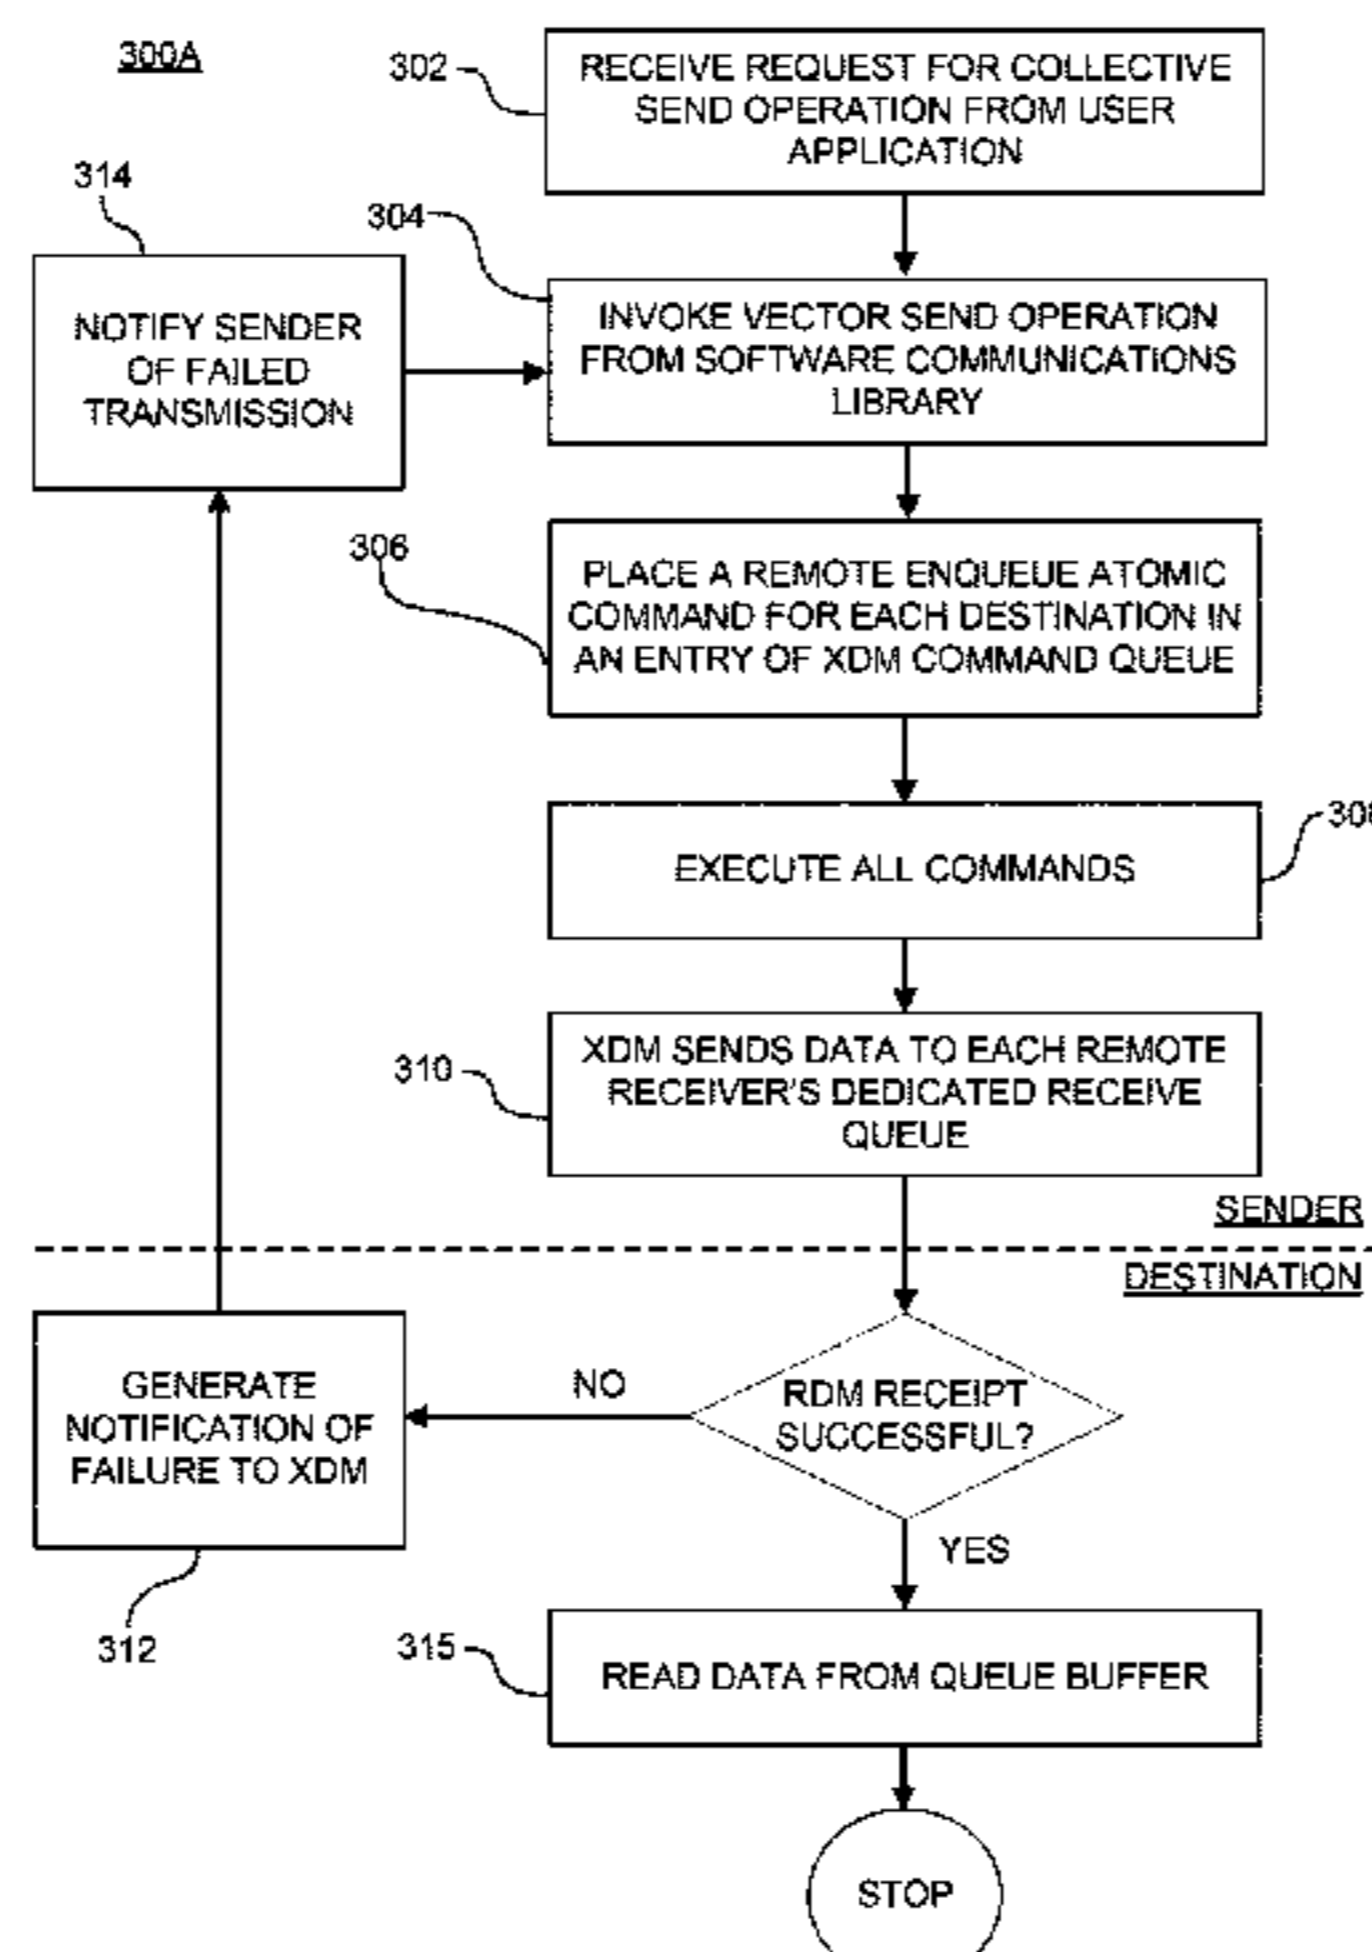 300A
302
RECEIVE REQUEST FOR COLLECTIVE
SEND OPERATION FROM USER
APPLICATION
314
304
NOTIFY SENDER
OF FAILED
TRANSMISSION
INVOKE VECTOR SEND OPERATION
FROM SOFTWARE COMMUNICATIONS
LIBRARY
306
PLACE A REMOTE ENQUEUE ATOMIC
COMMAND FOR EACH DESTINATION IN
AN ENTRY OF XDM COMMAND QUEUE
EXECUTE ALL COMMANDS
310
XDM SENDS DATA TO EACH REMOTE
RECEIVER'S DEDICATED RECEIVE
QUEUE
SENDER
DESTINATION
GENERATE
NOTIFICATION OF
FAILURE TO XDM
NO
RDM RECEIPT
SUCCESSFUL?
YES
312
315
READ DATA FROM QUEUE BUFFER
STOP